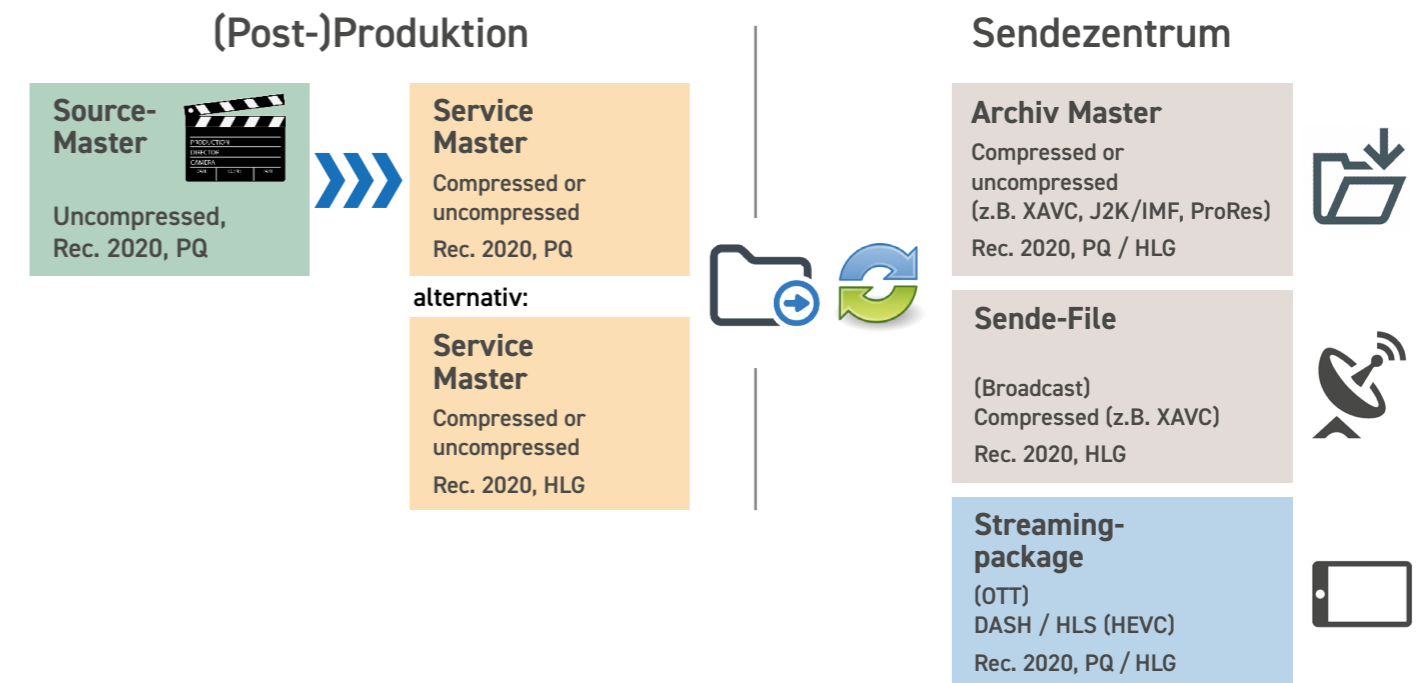 (Post-)Produktion
Source-
Master
PRODUCTION
DIRECTOR
CAMERA
Uncompressed,
Rec. 2020, PQ
Service
Master
Compressed or
uncompressed
Rec. 2020, PQ
alternativ:
Service
Master
Compressed or
uncompressed
Rec. 2020, HLG
Sendezentrum
Archiv Master
Compressed or
uncompressed
(z.B. XAVC, J2K/IMF, ProRes)
Rec. 2020, PQ / HLG
Sende-File
(Broadcast)
Compressed (z.B. XAVC)
Rec. 2020, HLG
Streaming-
package
(OTT)
DASH / HLS (HEVC)
Rec. 2020, PQ / HLG